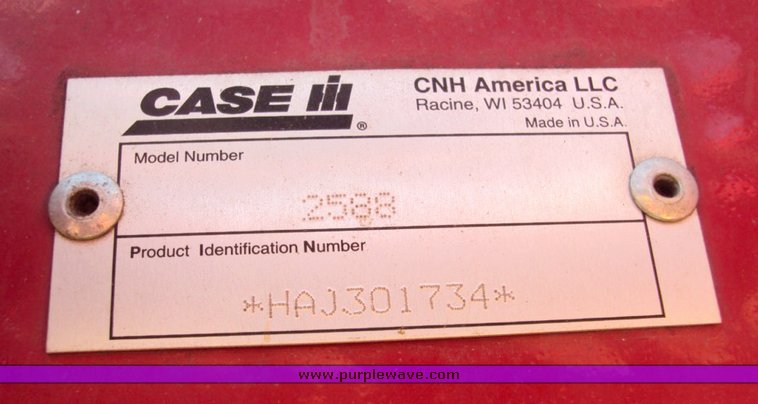 CASE IH ®
CNH America LLC
Racine, WI 53404 U.S.A.
Made in U.S.A.
Model Number
2588
Product Identification Number
*HAJ301734*
www.purplewave.com